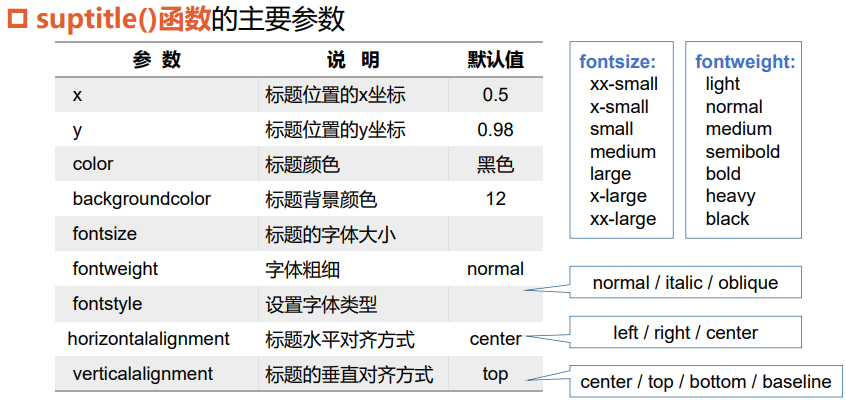 suptitle()函数的主要参数
参 数 说 明 默认值
x 标题位置的x坐标 0.5
y 标题位置的y坐标 0.98
color 标题颜色 黑色
backgroundcolor 标题背景颜色 12
fontsize 标题的字体大小
fontweight 字体粗细 normal
fontstyle 设置字体类型
horizontalalignment 标题水平对齐方式 center
verticalalignment 标题的垂直对齐方式 top
fontsize:
xx-small
x-small
small
medium
large
x-large
xx-large
fontweight:
light
normal
medium
semibold
bold
heavy
black
normal / italic / oblique
left / right / center
center / top / bottom / baseline